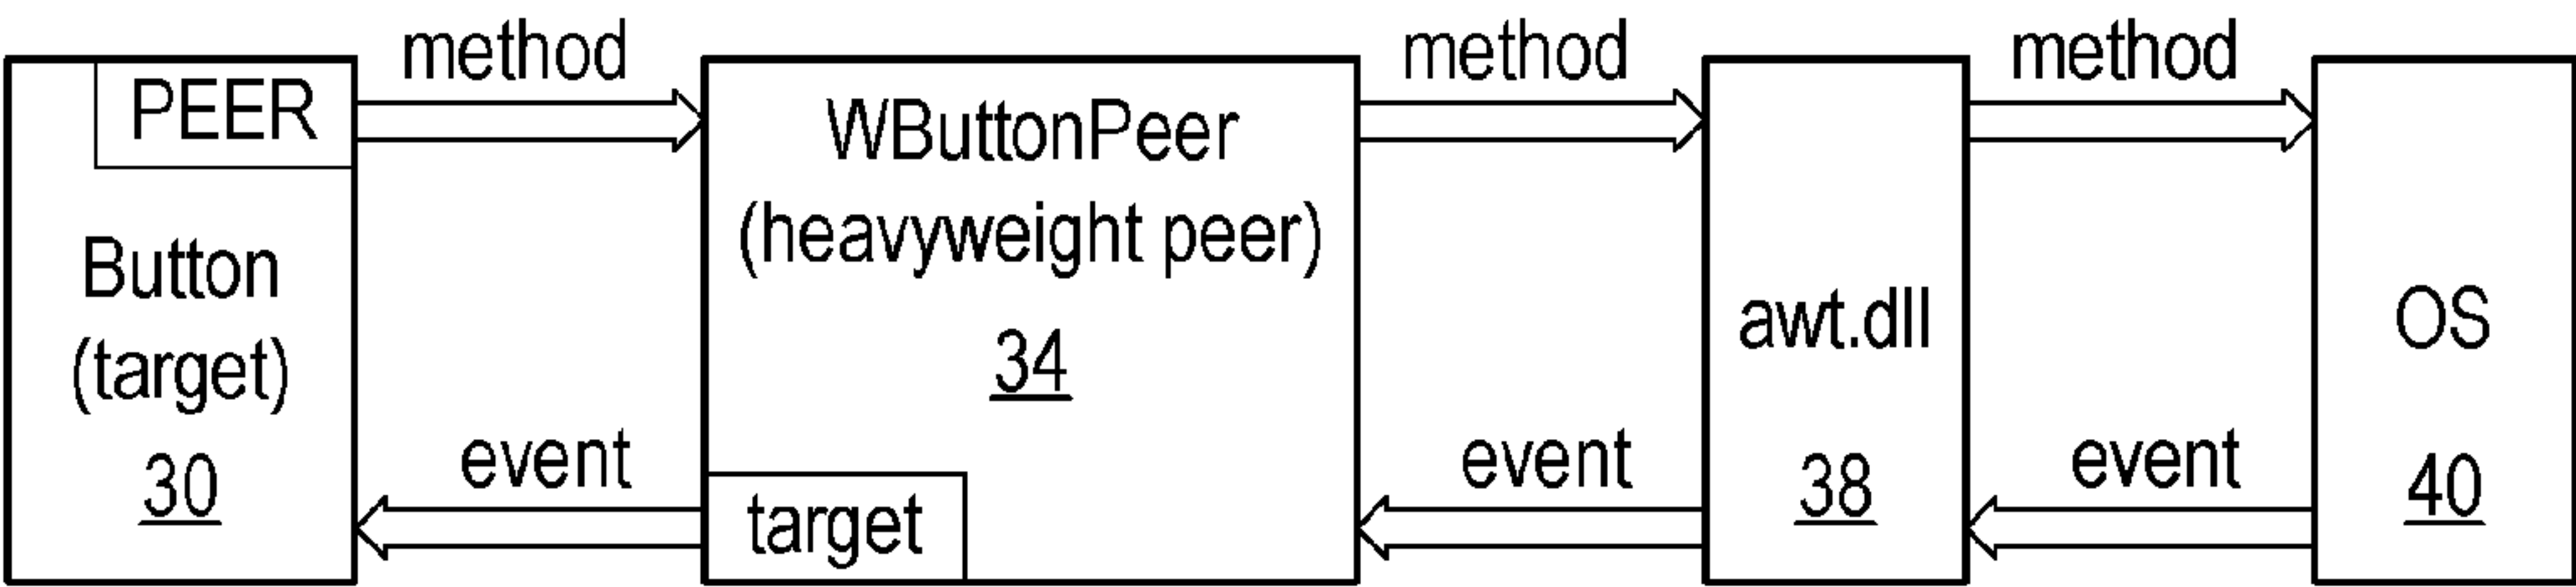 method
method
method
PEER
WButtonPeer
(heavyweight peer)
Button
(target)
awt.dll
OS
34
30
event
event
38
event
40
target